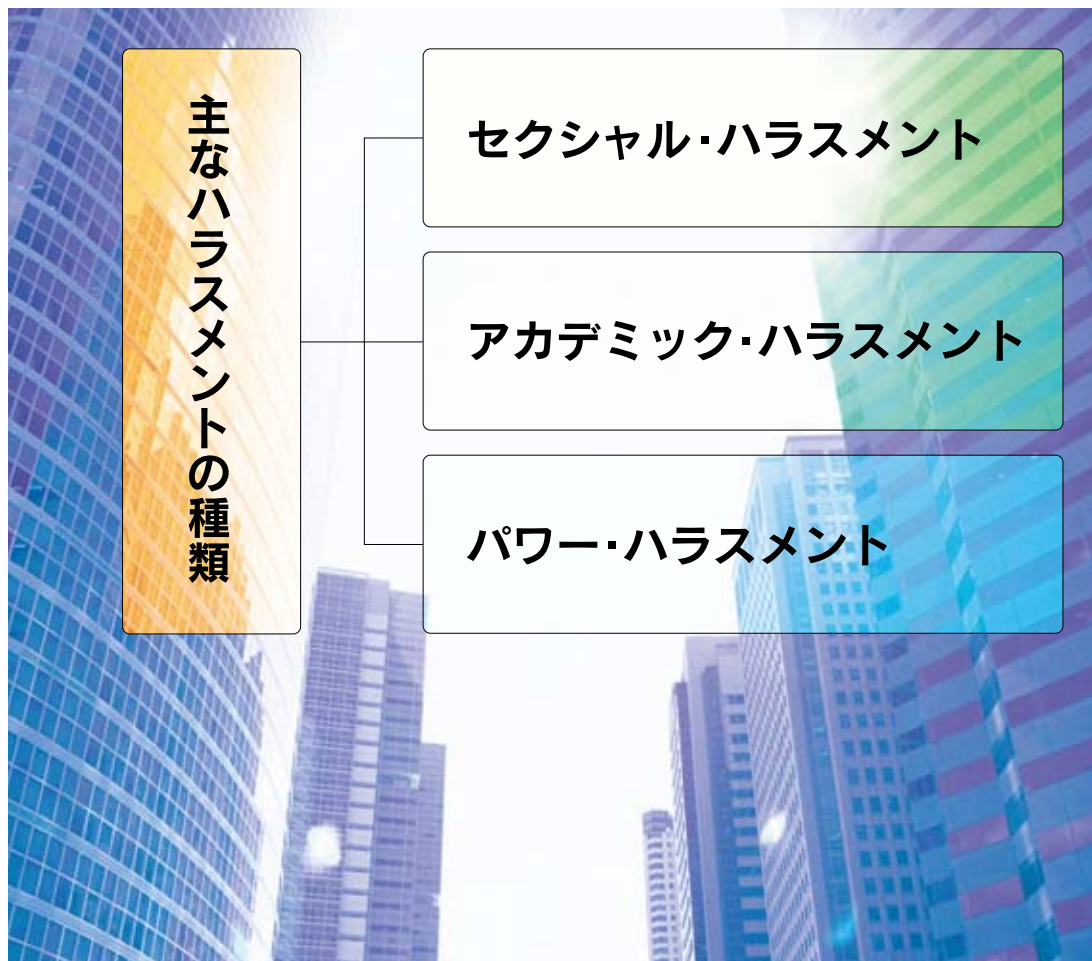 主なハラスメントの種類
セクシャル・ハラスメント
アカデミック・ハラスメント
パワー・ハラスメント